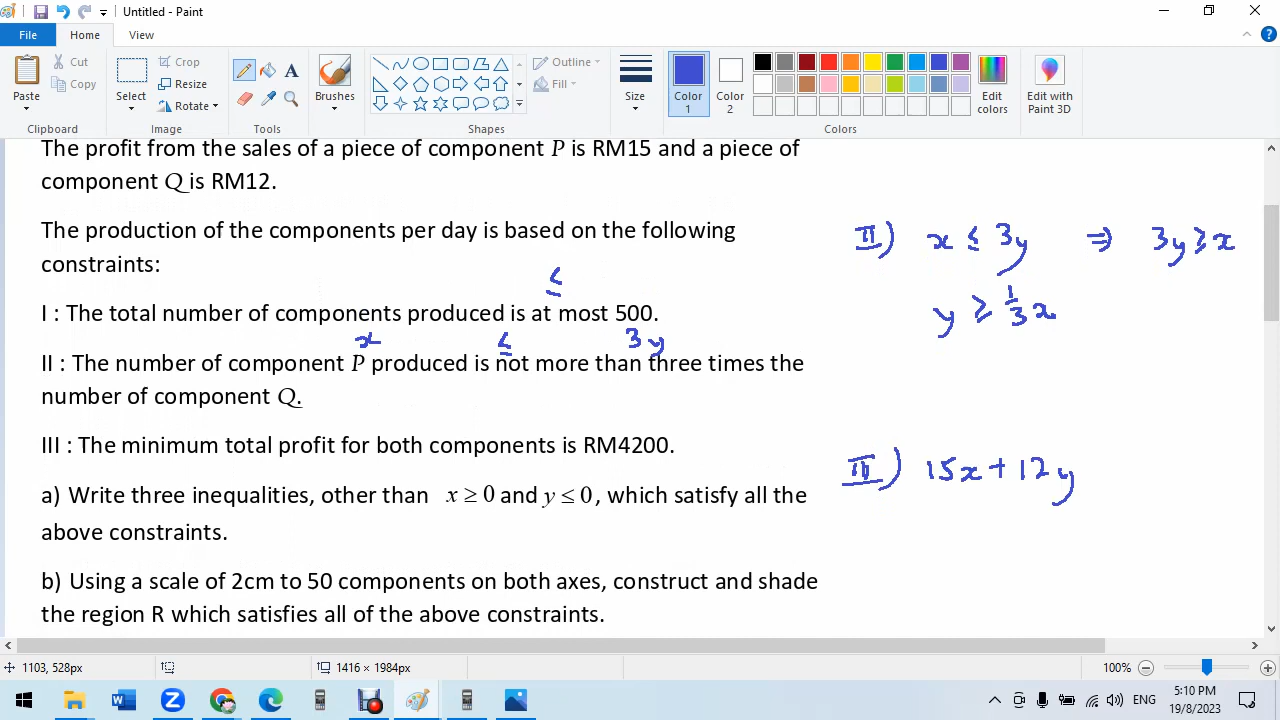 Untitled - Paint
File Home View
Paste Cut Copy Clipboard
Select Crop Resize Rotate Image
Tools
Brushes
Outline Fill Shapes
Size
Color 1 Color 2 Edit colors Colors
Edit with Paint 3D
The profit from the sales of a piece of component P is RM15 and a piece of
component Q is RM12.
The production of the components per day is based on the following
constraints:
≤
I : The total number of components produced is at most 500.
x ≤ 3y
II : The number of component P produced is not more than three times the
number of component Q.
III : The minimum total profit for both components is RM4200.
a) Write three inequalities, other than x ≥ 0 and y ≤ 0, which satisfy all the
above constraints.
b) Using a scale of 2cm to 50 components on both axes, construct and shade
the region R which satisfies all of the above constraints.
II) x ≤ 3y ⇒ 3y ≥ x
y ≥ 1/3 x
III) 15x + 12y
1103, 528px 1416 × 1984px 100%
ENG 5:10 PM
19/8/2023